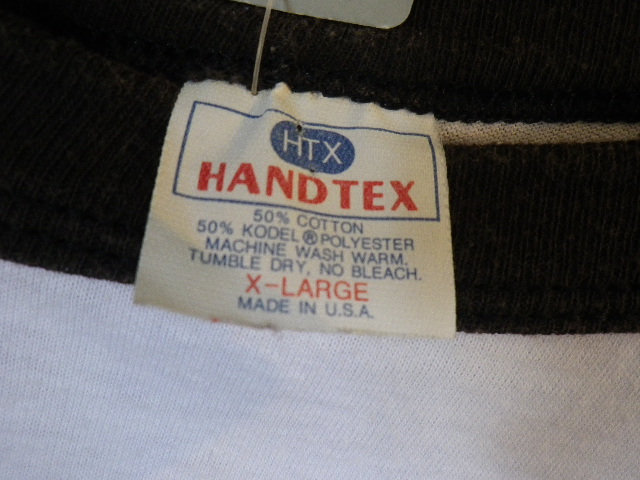 HTX
HANDTEX
50% COTTON
50% KODEL® POLYESTER
MACHINE WASH WARM.
TUMBLE DRY, NO BLEACH.
X-LARGE
MADE IN U.S.A.